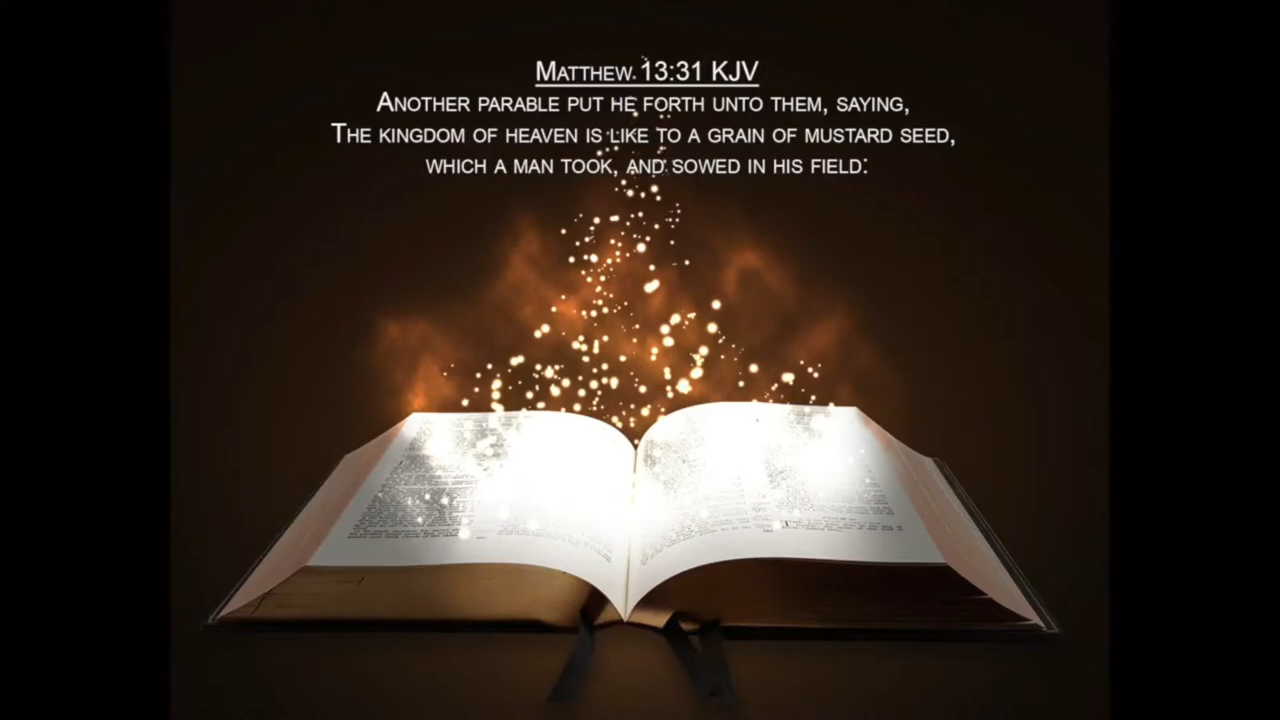 Matthew 13:31 KJV
Another parable put he forth unto them, saying,
The kingdom of heaven is like to a grain of mustard seed,
which a man took, and sowed in his field: